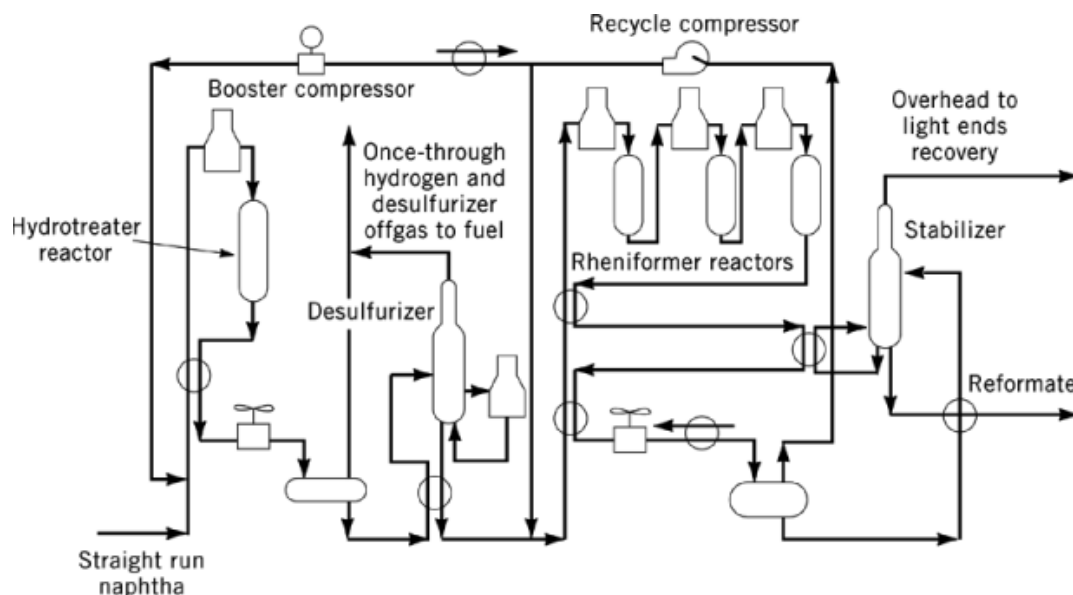 Recycle compressor
Booster compressor
Overhead to
light ends
recovery
Once-through
hydrogen and
desulfurizer
offgas to fuel
Hydrotreater
reactor
Stabilizer
Rheniformer reactors
Desulfurizer
Reformate
Straight run
naphtha